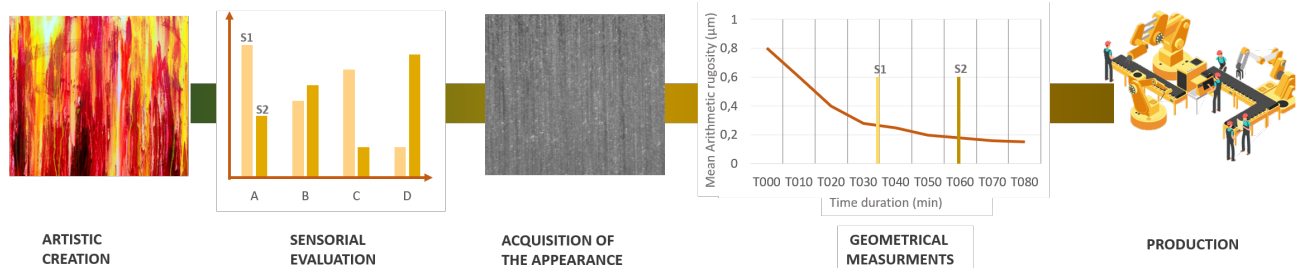 S1
S2
A B C D
Mean Arithmetic rugosity (µm)
1
0,8
0,6
0,4
0,2
0
S1
S2
T000 T010 T020 T030 T040 T050 T060 T070 T080
Time duration (min)
ARTISTIC
CREATION
SENSORIAL
EVALUATION
ACQUISITION OF
THE APPEARANCE
GEOMETRICAL
MEASURMENTS
PRODUCTION